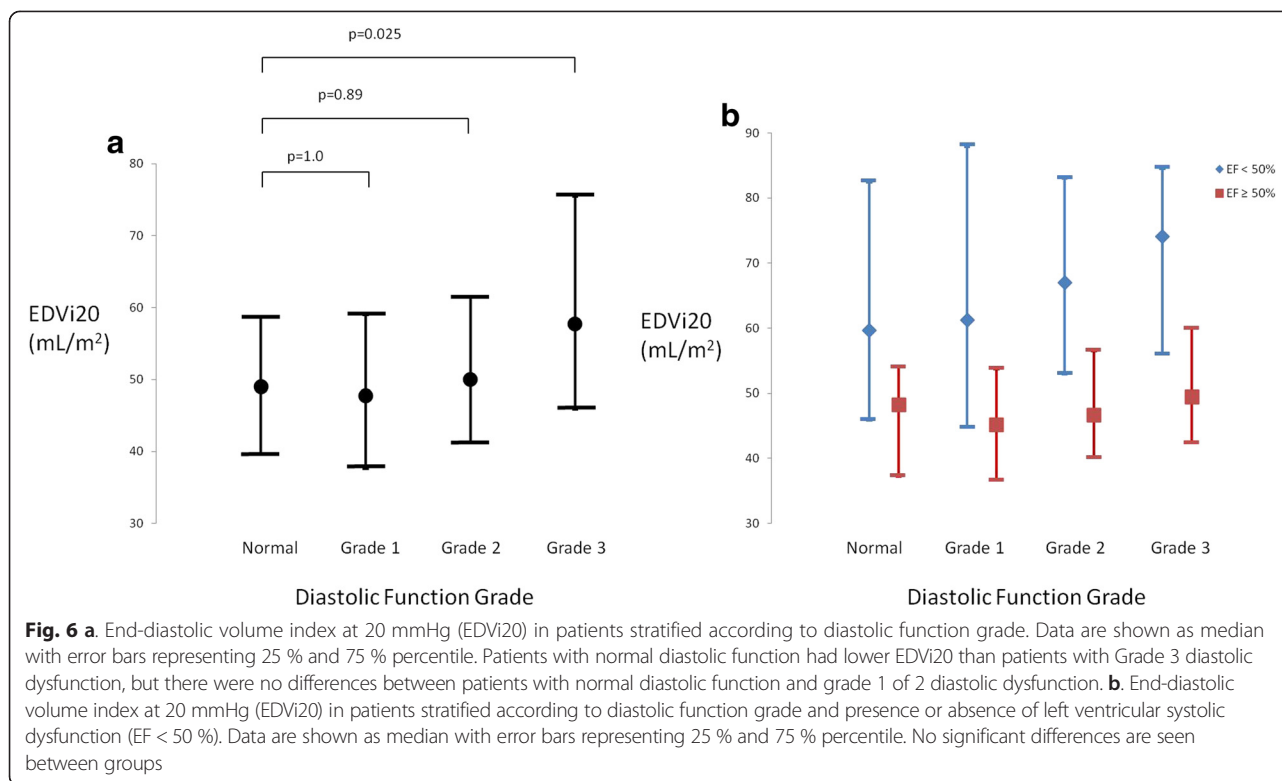 p=0.025
p=0.89
p=1.0
a
80
70
60
50
40
30
EDVi20
(mL/m²)
Normal Grade 1 Grade 2 Grade 3
Diastolic Function Grade
b
90
80
70
60
50
40
30
EDVi20
(mL/m²)
EF < 50%
EF ≥ 50%
Normal Grade 1 Grade 2 Grade 3
Diastolic Function Grade
Fig. 6 a. End-diastolic volume index at 20 mmHg (EDVi20) in patients stratified according to diastolic function grade. Data are shown as median
with error bars representing 25 % and 75 % percentile. Patients with normal diastolic function had lower EDVi20 than patients with Grade 3 diastolic
dysfunction, but there were no differences between patients with normal diastolic function and grade 1 of 2 diastolic dysfunction. b. End-diastolic
volume index at 20 mmHg (EDVi20) in patients stratified according to diastolic function grade and presence or absence of left ventricular systolic
dysfunction (EF < 50 %). Data are shown as median with error bars representing 25 % and 75 % percentile. No significant differences are seen
between groups